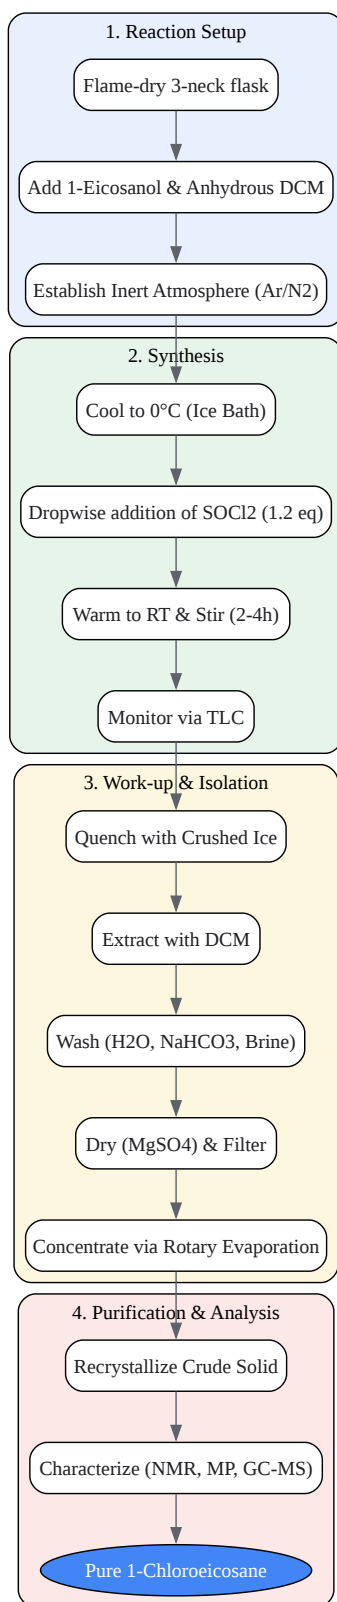 1. Reaction Setup
Flame-dry 3-neck flask
Add 1-Eicosanol & Anhydrous DCM
Establish Inert Atmosphere (Ar/N2)
2. Synthesis
Cool to 0°C (Ice Bath)
Dropwise addition of SOCl2 (1.2 eq)
Warm to RT & Stir (2-4h)
Monitor via TLC
3. Work-up & Isolation
Quench with Crushed Ice
Extract with DCM
Wash (H2O, NaHCO3, Brine)
Dry (MgSO4) & Filter
Concentrate via Rotary Evaporation
4. Purification & Analysis
Recrystallize Crude Solid
Characterize (NMR, MP, GC-MS)
Pure 1-Chloroeicosane